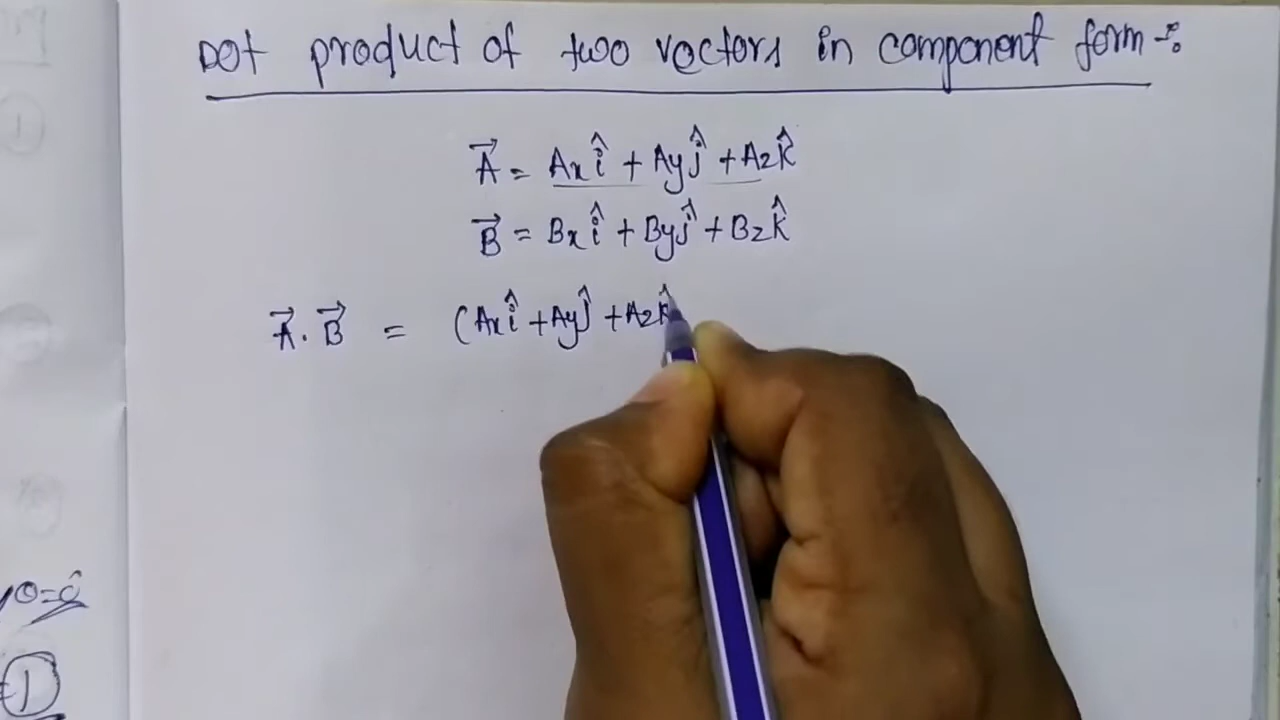 Dot product of two vectors in component form -:
A⃗ = Axî + Ayĵ + Azk̂
B⃗ = Bxî + Byĵ + Bzk̂
A⃗ . B⃗ = (Axî + Ayĵ + Azk̂